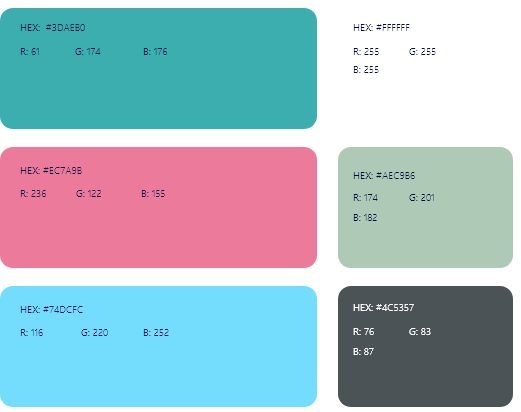 HEX: #3DAEB0
R: 61 G: 174 B: 176
HEX: #FFFFFF
R: 255 G: 255
B: 255
HEX: #EC7A9B
R: 236 G: 122 B: 155
HEX: #AEC9B6
R: 174 G: 201
B: 182
HEX: #74DCFC
R: 116 G: 220 B: 252
HEX: #4C5357
R: 76 G: 83
B: 87